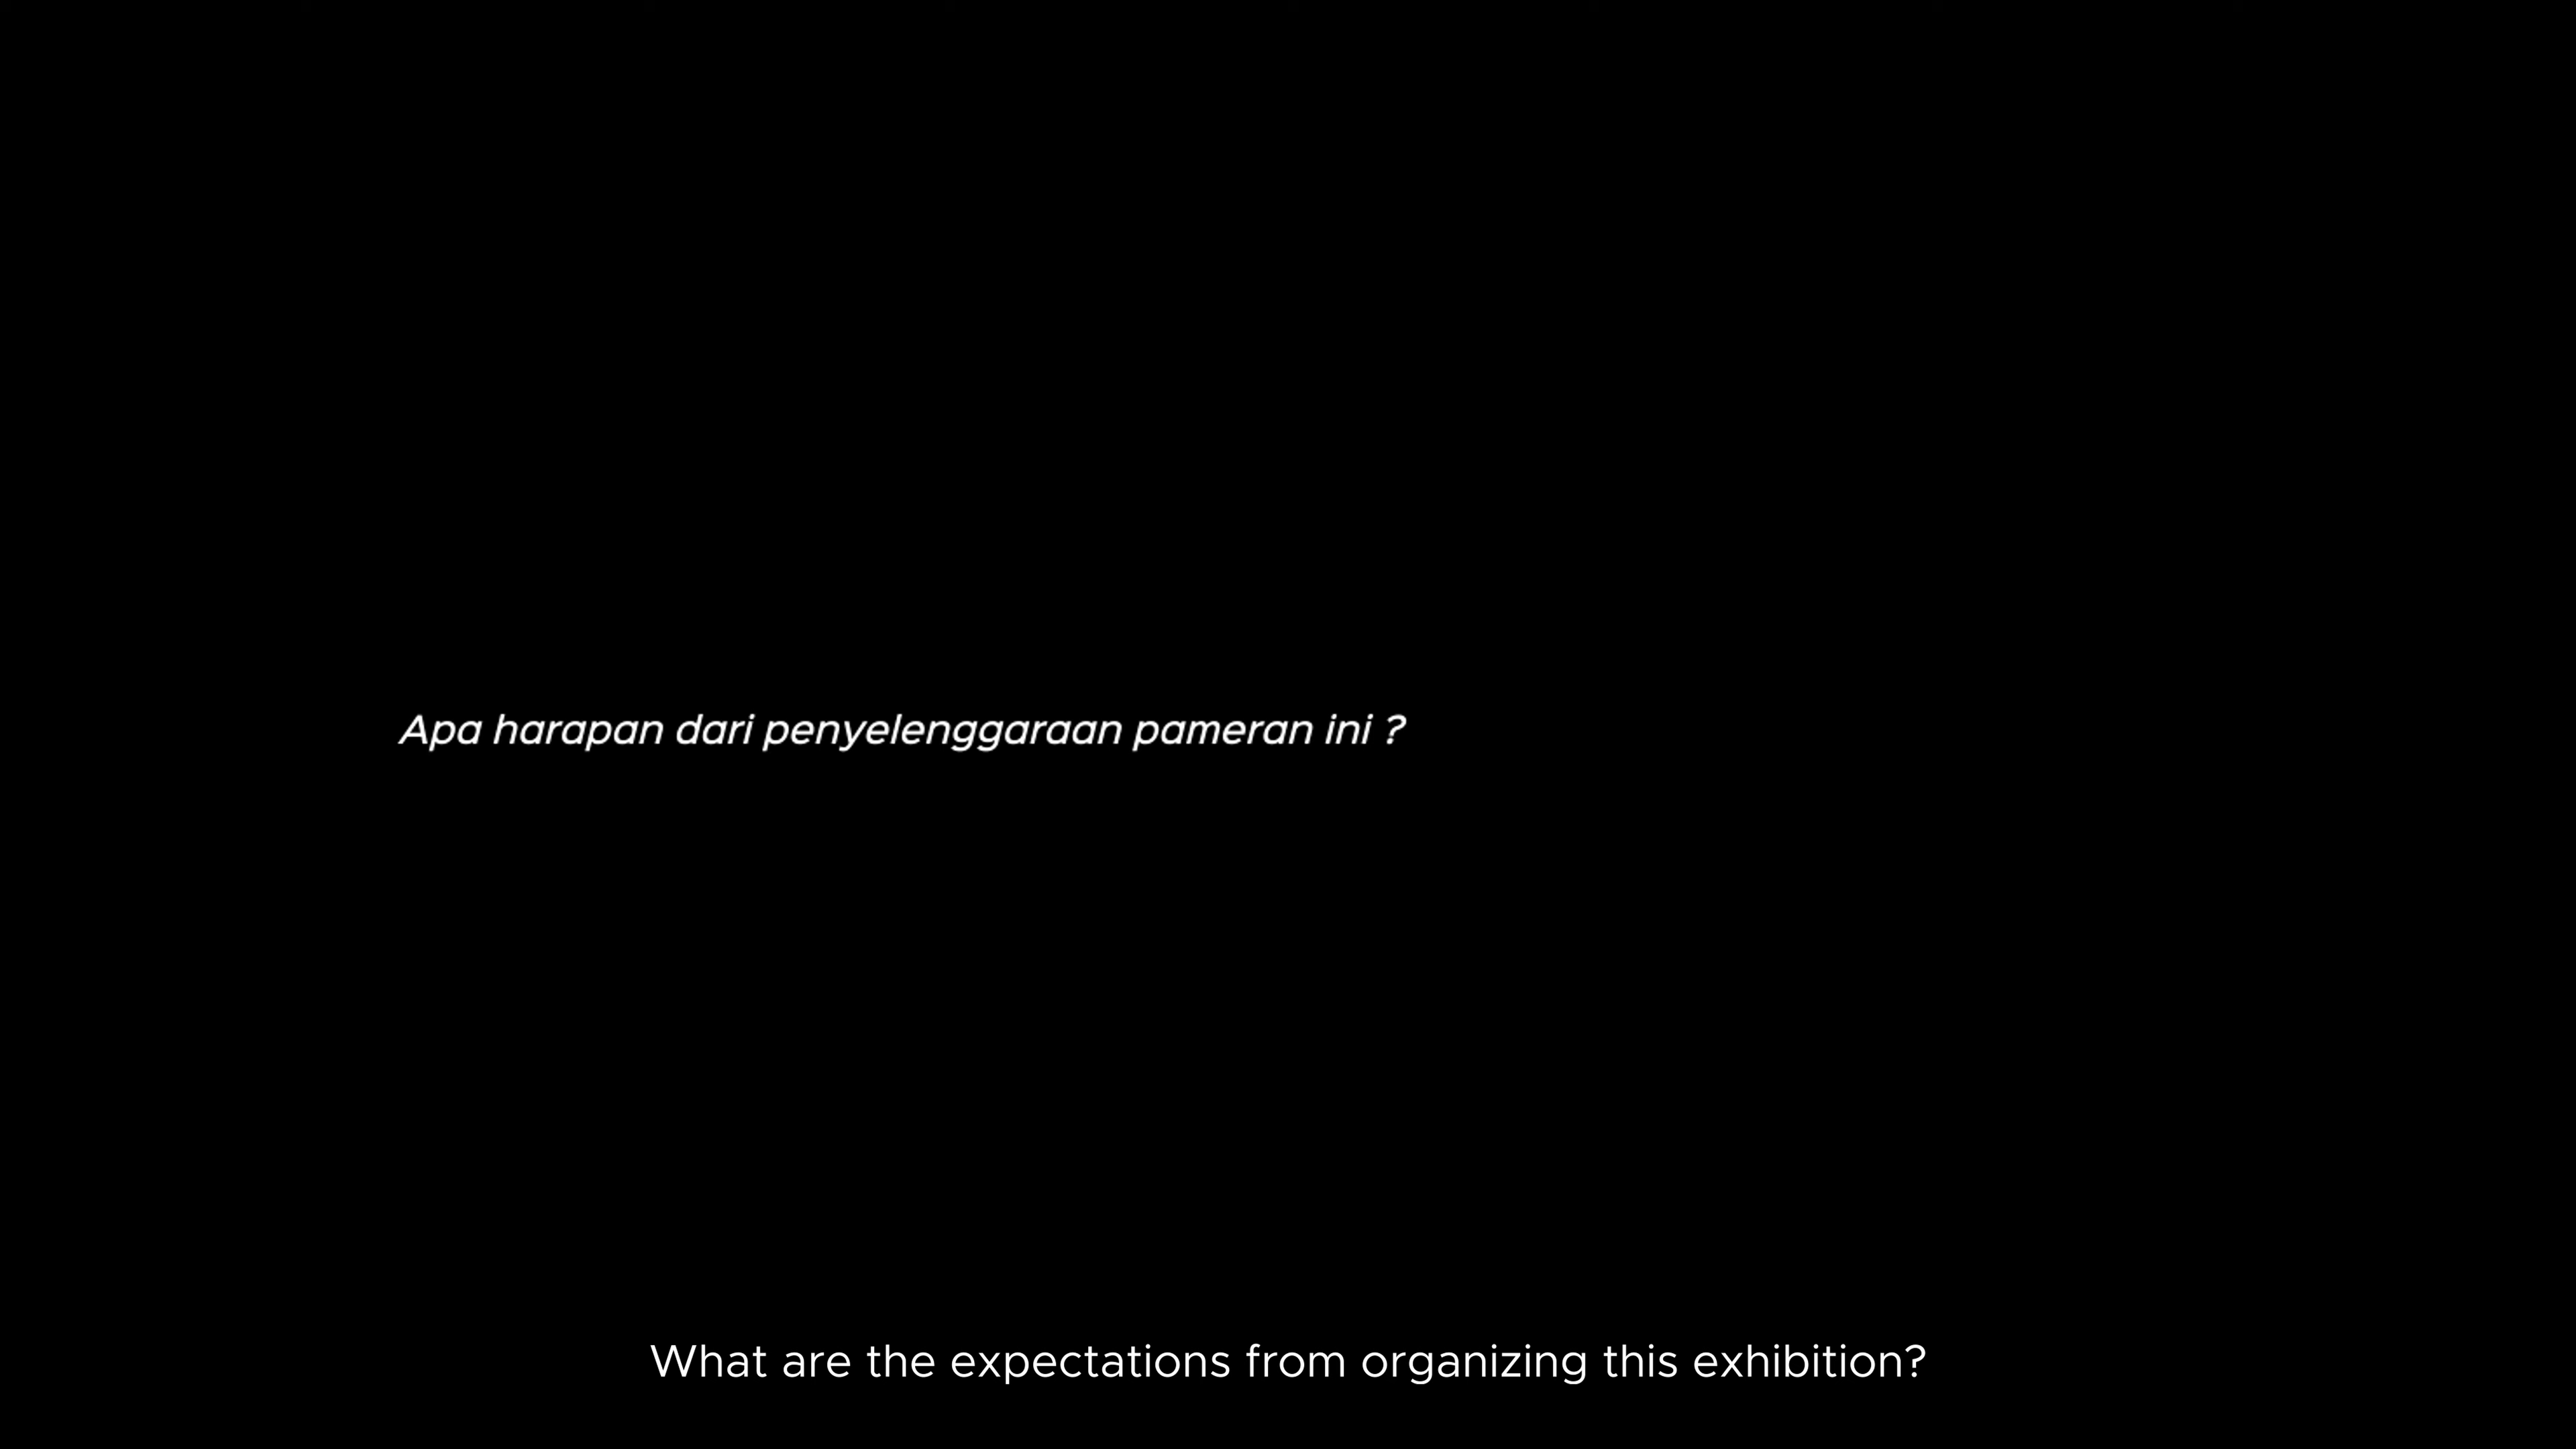 Apa harapan dari penyelenggaraan pameran ini ?
What are the expectations from organizing this exhibition?